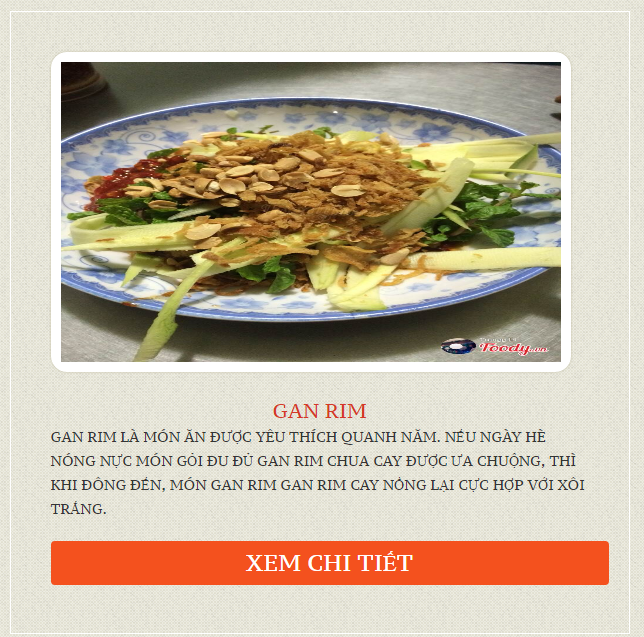 Foody.vn
GAN RIM
GAN RIM LÀ MÓN ĂN ĐƯỢC YÊU THÍCH QUANH NĂM. NẾU NGÀY HÈ
NÓNG NỰC MÓN GỎI ĐU ĐỦ GAN RIM CHUA CAY ĐƯỢC ƯA CHUỘNG, THÌ
KHI ĐÔNG ĐẾN, MÓN GAN RIM GAN RIM CAY NỒNG LẠI CỰC HỢP VỚI XÔI
TRẮNG.
XEM CHI TIẾT